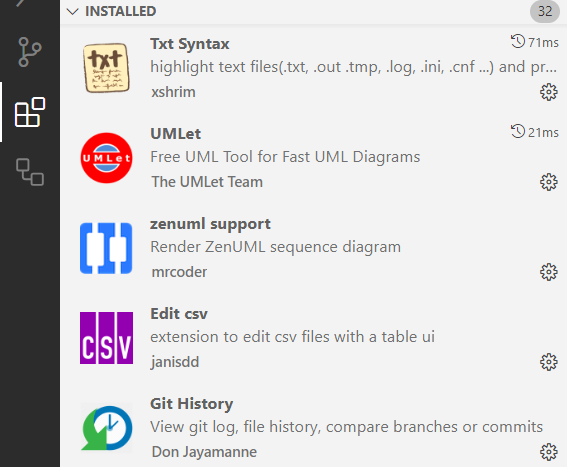 INSTALLED 32
Txt Syntax 71ms
highlight text files(.txt, .out .tmp, .log, .ini, .cnf ...) and pr...
xshrim
txt
UMLet 21ms
Free UML Tool for Fast UML Diagrams
The UMLet Team
UMLet
zenuml support
Render ZenUML sequence diagram
mrcoder
Edit csv
extension to edit csv files with a table ui
janisdd
CSV
Git History
View git log, file history, compare branches or commits
Don Jayamanne